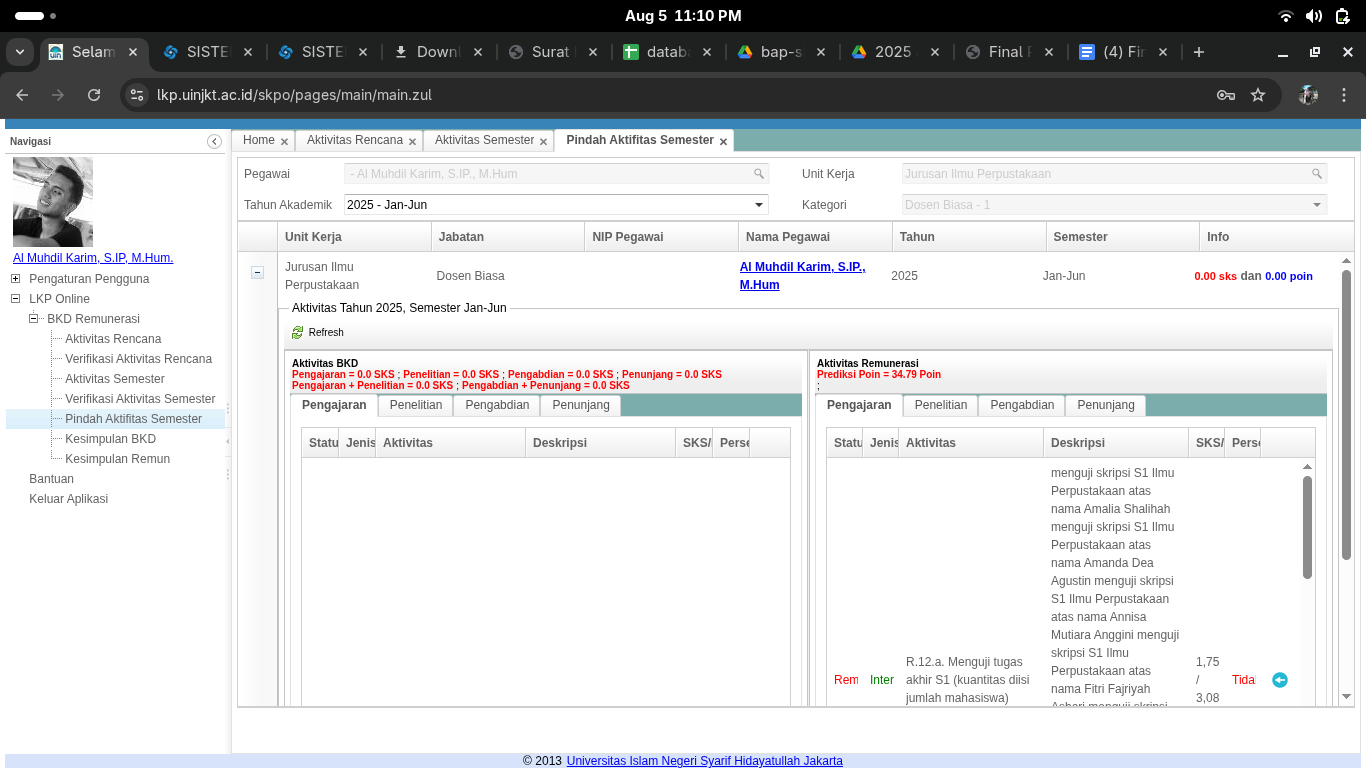 Aug 5 11:10 PM
Selam
SISTE
SISTE
Downl
Surat
datab
bap-s
2025
Final F
(4) Fir
lkp.uinjkt.ac.id/skpo/pages/main/main.zul
Navigasi
Al Muhdil Karim, S.IP, M.Hum.
Pengaturan Pengguna
LKP Online
BKD Remunerasi
Aktivitas Rencana
Verifikasi Aktivitas Rencana
Aktivitas Semester
Verifikasi Aktivitas Semester
Pindah Aktifitas Semester
Kesimpulan BKD
Kesimpulan Remun
Bantuan
Keluar Aplikasi
Home
Aktivitas Rencana
Aktivitas Semester
Pindah Aktifitas Semester
Pegawai
- Al Muhdil Karim, S.IP., M.Hum
Unit Kerja
Jurusan Ilmu Perpustakaan
Tahun Akademik
2025 - Jan-Jun
Kategori
Dosen Biasa - 1
Unit Kerja
Jabatan
NIP Pegawai
Nama Pegawai
Tahun
Semester
Info
Jurusan Ilmu
Perpustakaan
Dosen Biasa
Al Muhdil Karim, S.IP.,
M.Hum
2025
Jan-Jun
0.00 sks dan 0.00 poin
Aktivitas Tahun 2025, Semester Jan-Jun
Refresh
Aktivitas BKD
Pengajaran = 0.0 SKS ; Penelitian = 0.0 SKS ; Pengabdian = 0.0 SKS ; Penunjang = 0.0 SKS
Pengajaran + Penelitian = 0.0 SKS ; Pengabdian + Penunjang = 0.0 SKS
Pengajaran
Penelitian
Pengabdian
Penunjang
Statu
Jenis
Aktivitas
Deskripsi
SKS/
Perse
Aktivitas Remunerasi
Prediksi Poin = 34.79 Poin
;
Pengajaran
Penelitian
Pengabdian
Penunjang
Statu
Jenis
Aktivitas
Deskripsi
SKS/
Perse
Rem
Inter
R.12.a. Menguji tugas
akhir S1 (kuantitas diisi
jumlah mahasiswa)
menguji skripsi S1 Ilmu
Perpustakaan atas
nama Amalia Shalihah
menguji skripsi S1 Ilmu
Perpustakaan atas
nama Amanda Dea
Agustin menguji skripsi
S1 Ilmu Perpustakaan
atas nama Annisa
Mutiara Anggini menguji
skripsi S1 Ilmu
Perpustakaan atas
nama Fitri Fajriyah
Asheri menguji skripsi
1,75
/
3,08
Tida
© 2013 Universitas Islam Negeri Syarif Hidayatullah Jakarta